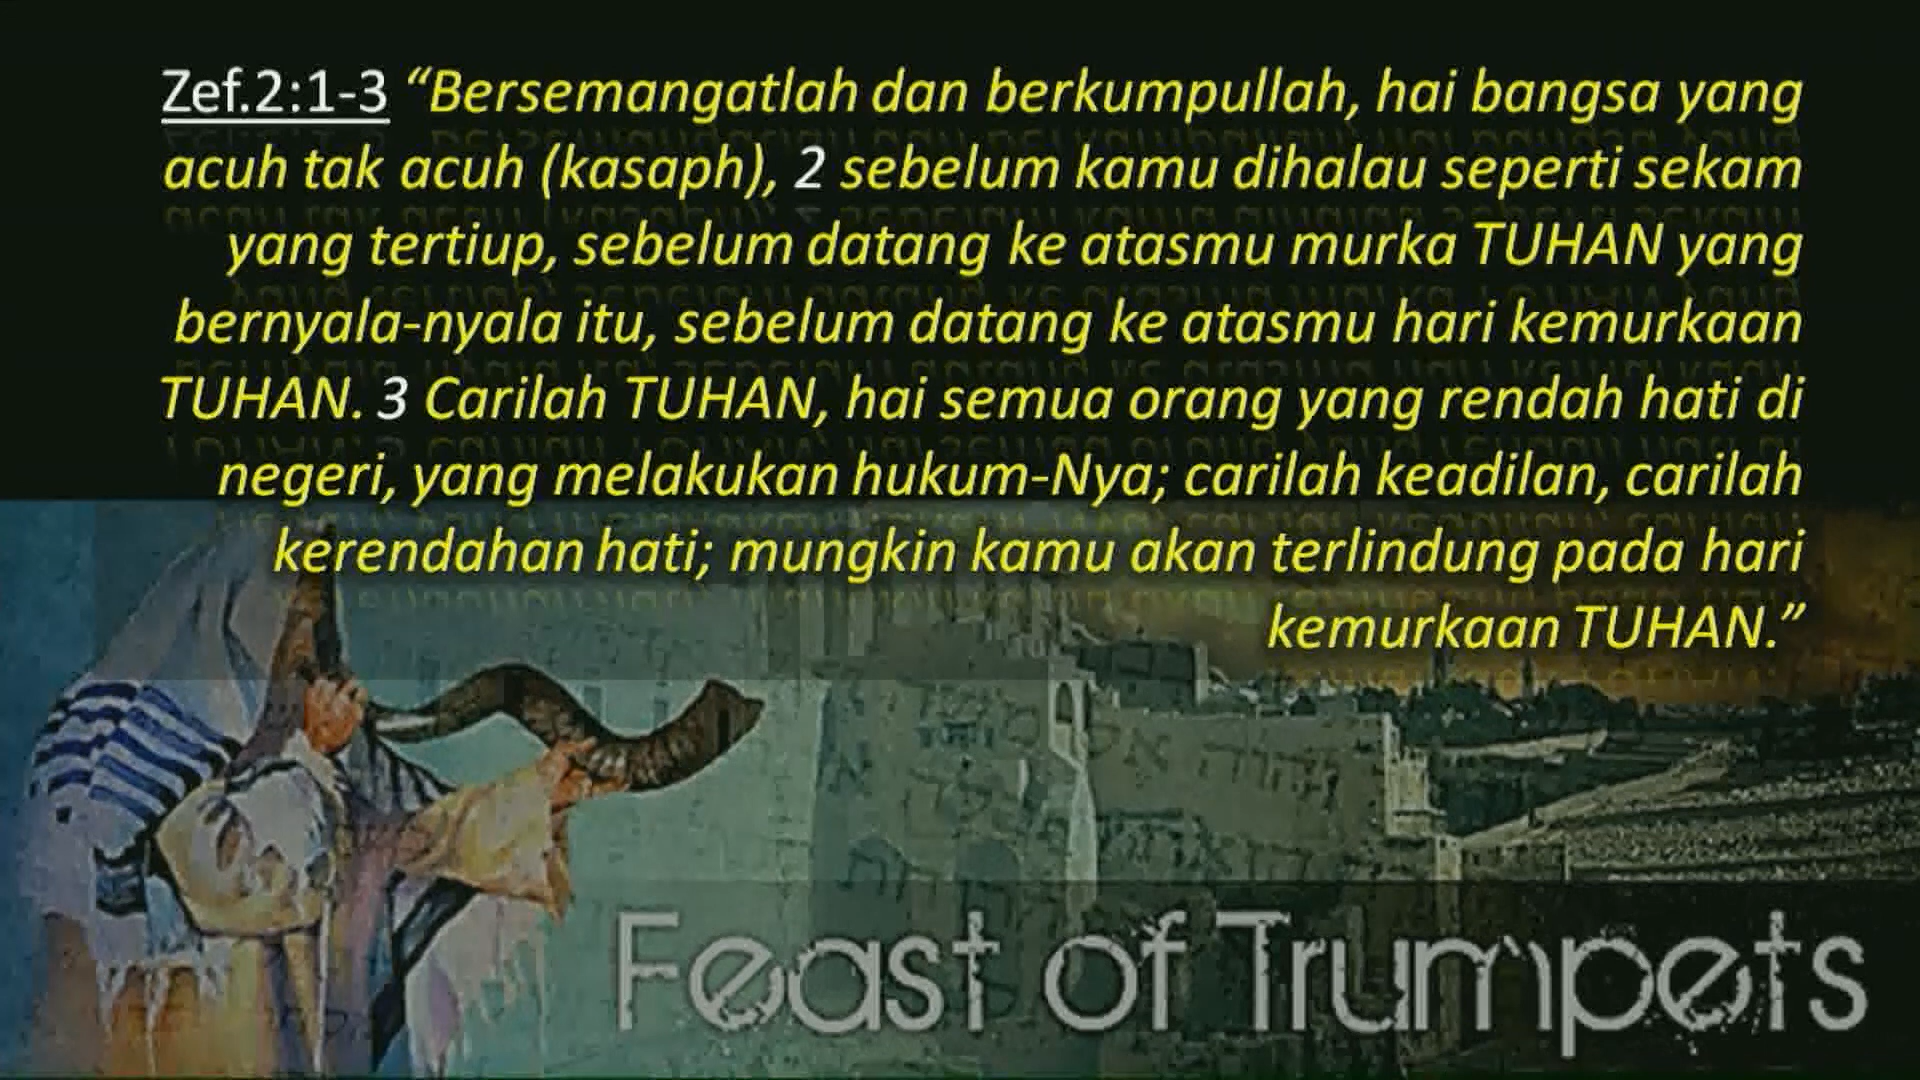 Zef.2:1-3 “Bersemangatlah dan berkumpullah, hai bangsa yang
acuh tak acuh (kasaph), 2 sebelum kamu dihalau seperti sekam
yang tertiup, sebelum datang ke atasmu murka TUHAN yang
bernyala-nyala itu, sebelum datang ke atasmu hari kemurkaan
TUHAN. 3 Carilah TUHAN, hai semua orang yang rendah hati di
negeri, yang melakukan hukum-Nya; carilah keadilan, carilah
kerendahan hati; mungkin kamu akan terlindung pada hari
kemurkaan TUHAN.”
Feast of Trumpets